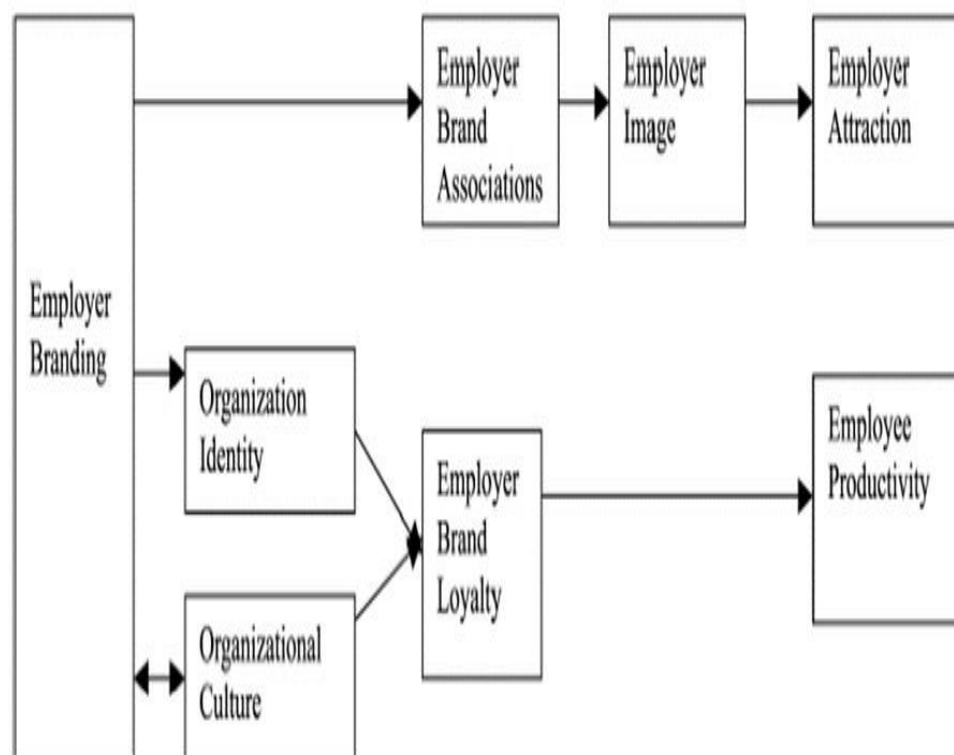 Employer
Brand
Associations
Employer
Image
Employer
Attraction
Employer
Branding
Organization
Identity
Employer
Brand
Loyalty
Employee
Productivity
Organizational
Culture